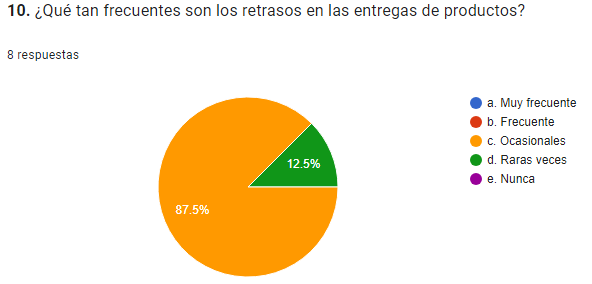 10. ¿Qué tan frecuentes son los retrasos en las entregas de productos?
8 respuestas
a. Muy frecuente
b. Frecuente
c. Ocasionales
d. Raras veces
e. Nunca
12.5%
87.5%